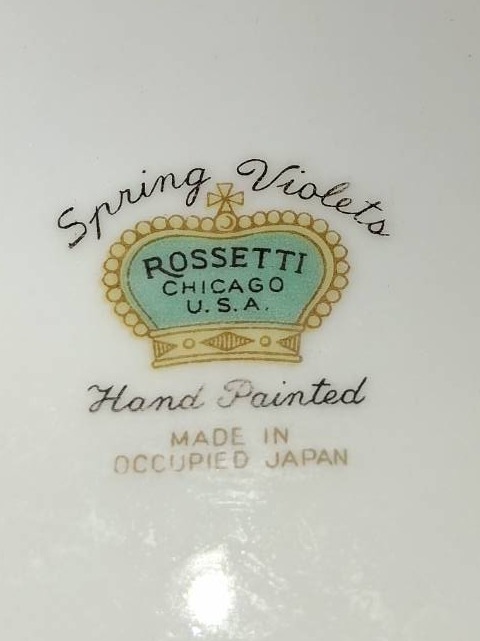 Spring Violets
ROSSETTI
CHICAGO
U.S.A.
Hand Painted
MADE IN
OCCUPIED JAPAN